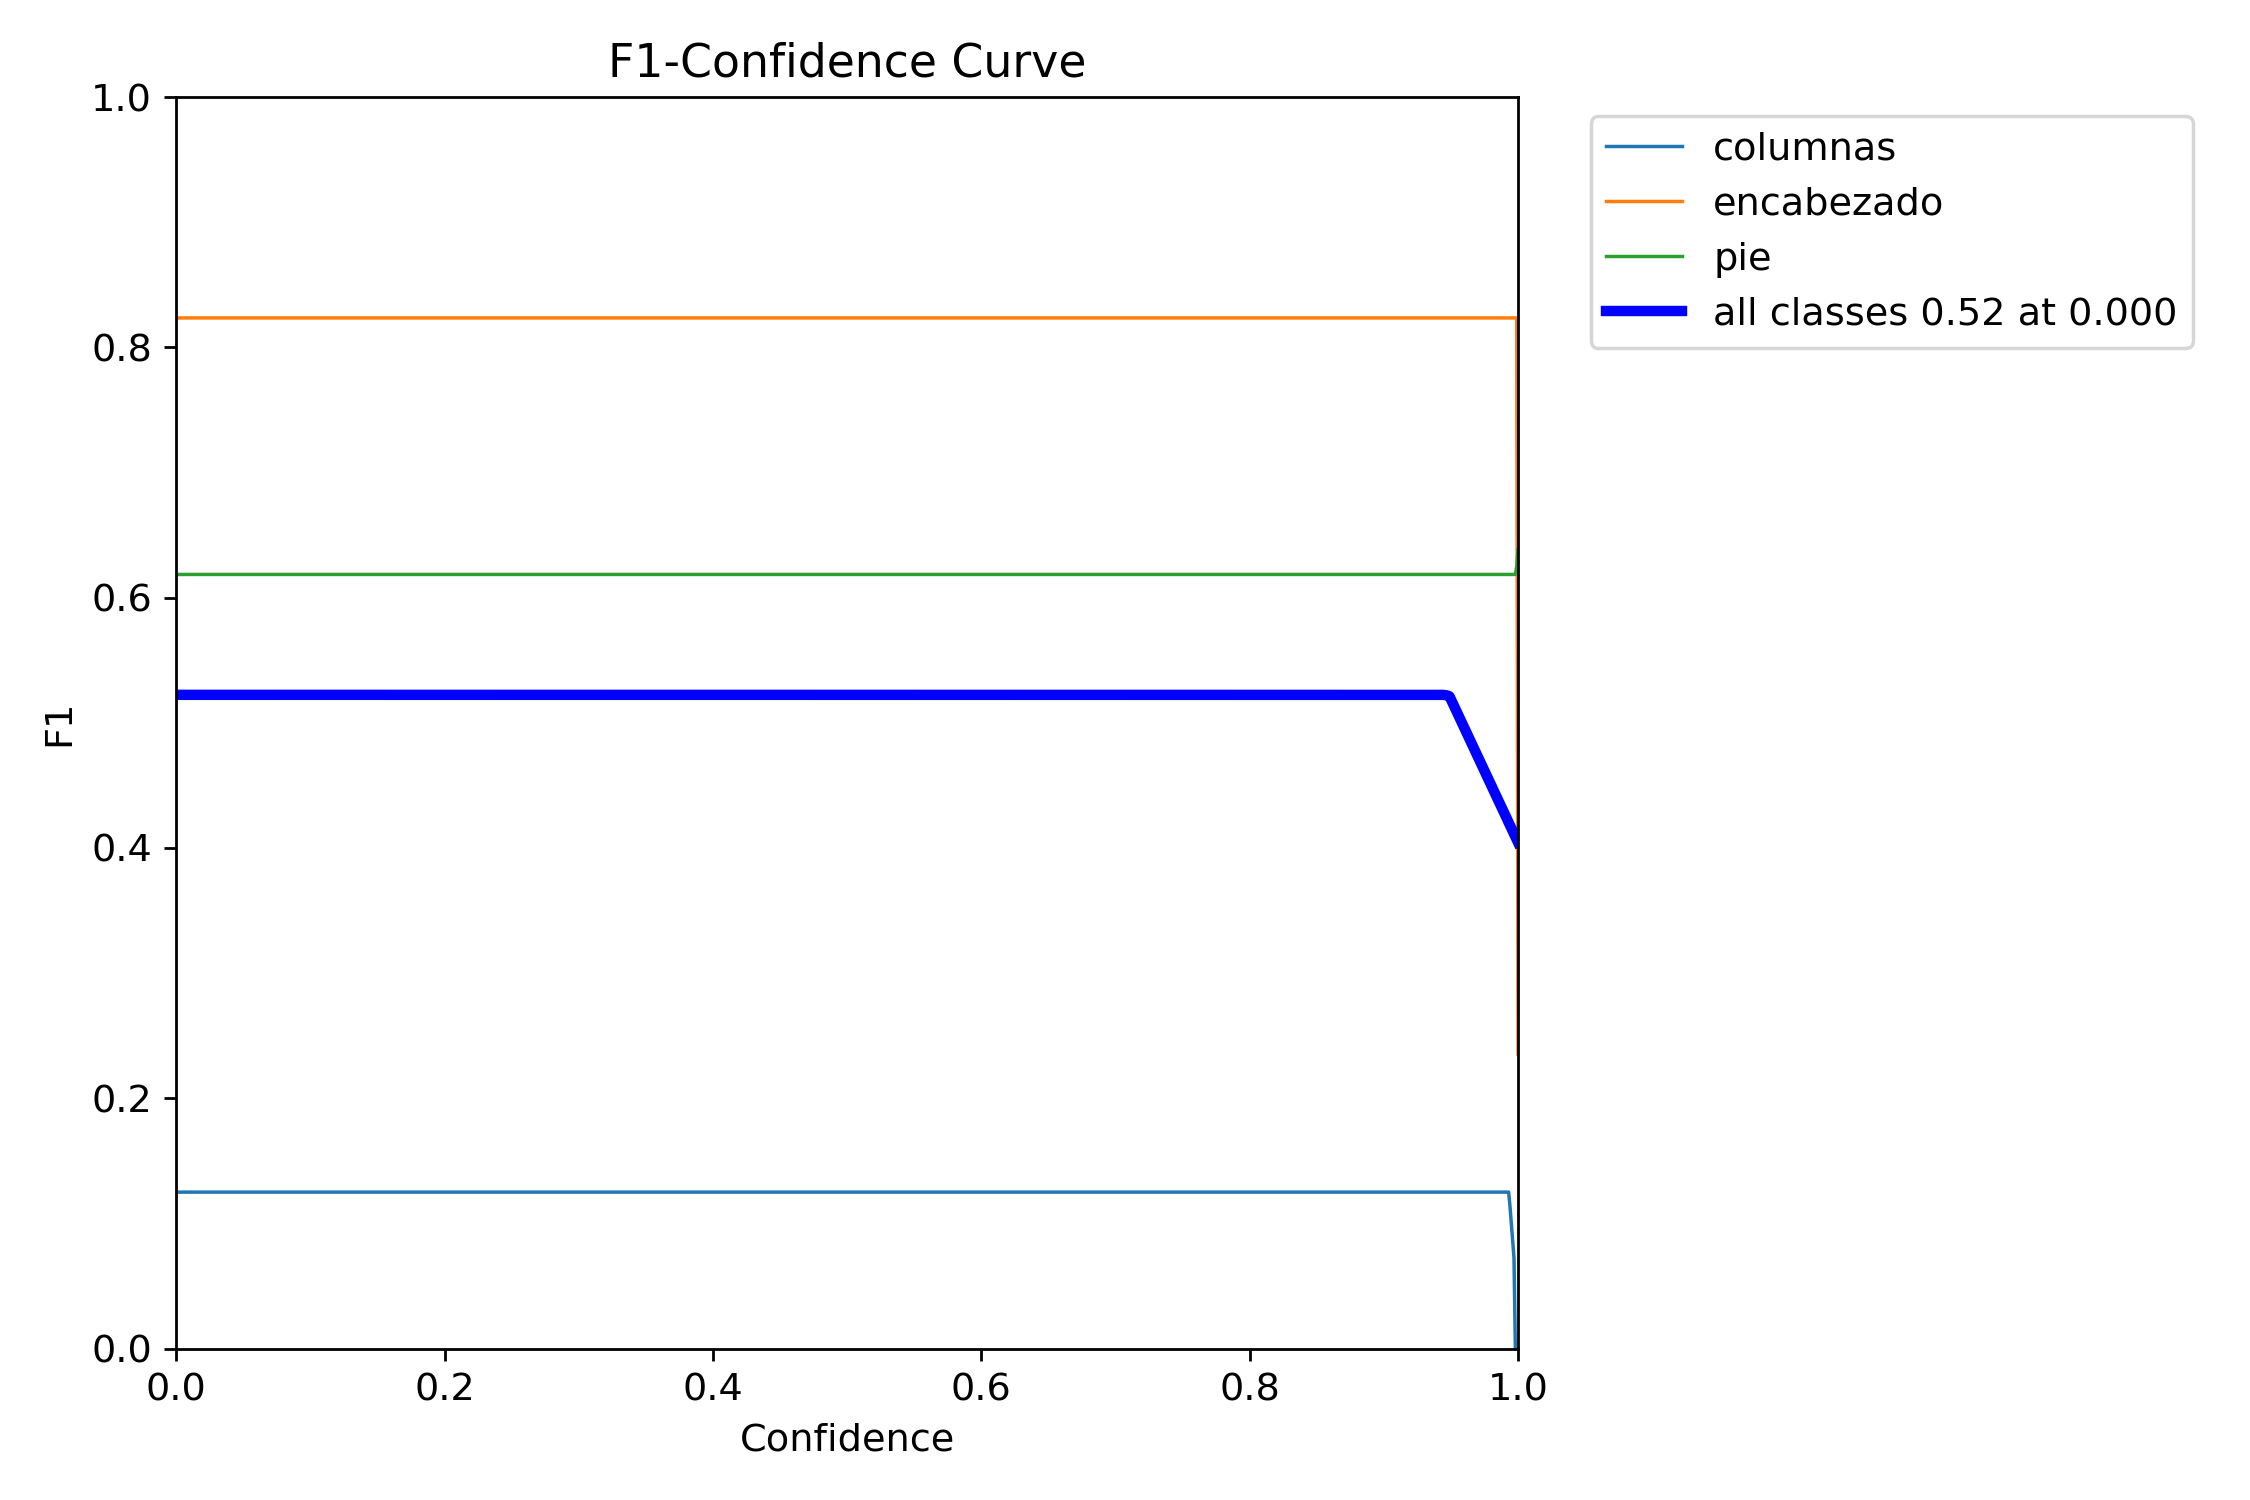 F1-Confidence Curve
1.0
0.8
0.6
0.4
0.2
0.0
F1
0.0 0.2 0.4 0.6 0.8 1.0
Confidence
columnas
encabezado
pie
all classes 0.52 at 0.000